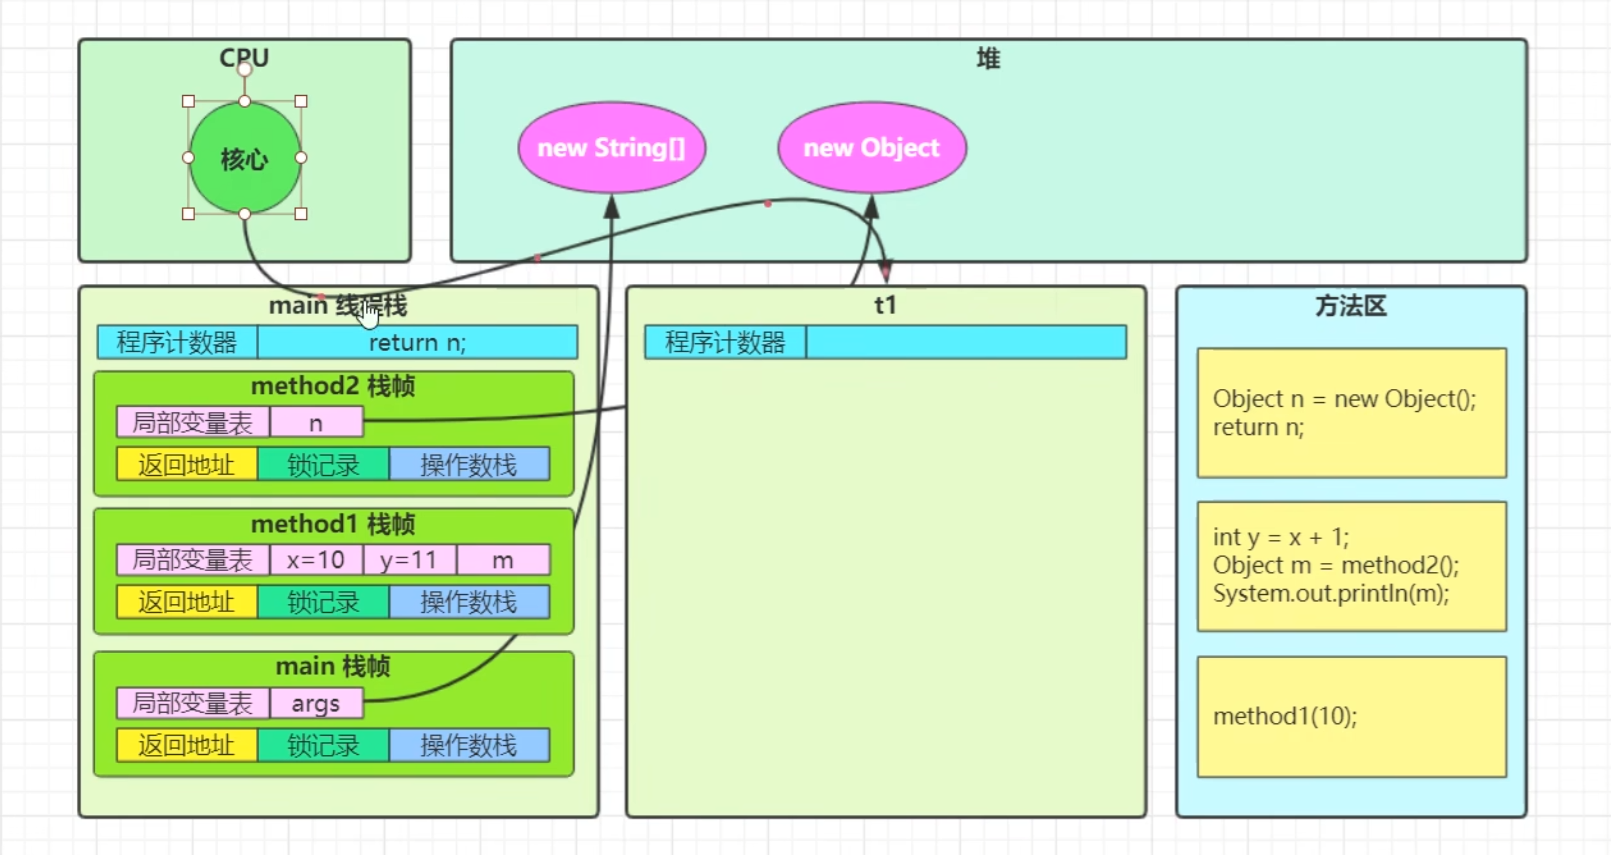 CPU
核心
堆
new String[]
new Object
main 线程栈
程序计数器
return n;
method2 栈帧
局部变量表
n
返回地址
锁记录
操作数栈
method1 栈帧
局部变量表
x=10
y=11
m
返回地址
锁记录
操作数栈
main 栈帧
局部变量表
args
返回地址
锁记录
操作数栈
t1
程序计数器
方法区
Object n = new Object();
return n;
int y = x + 1;
Object m = method2();
System.out.println(m);
method1(10);